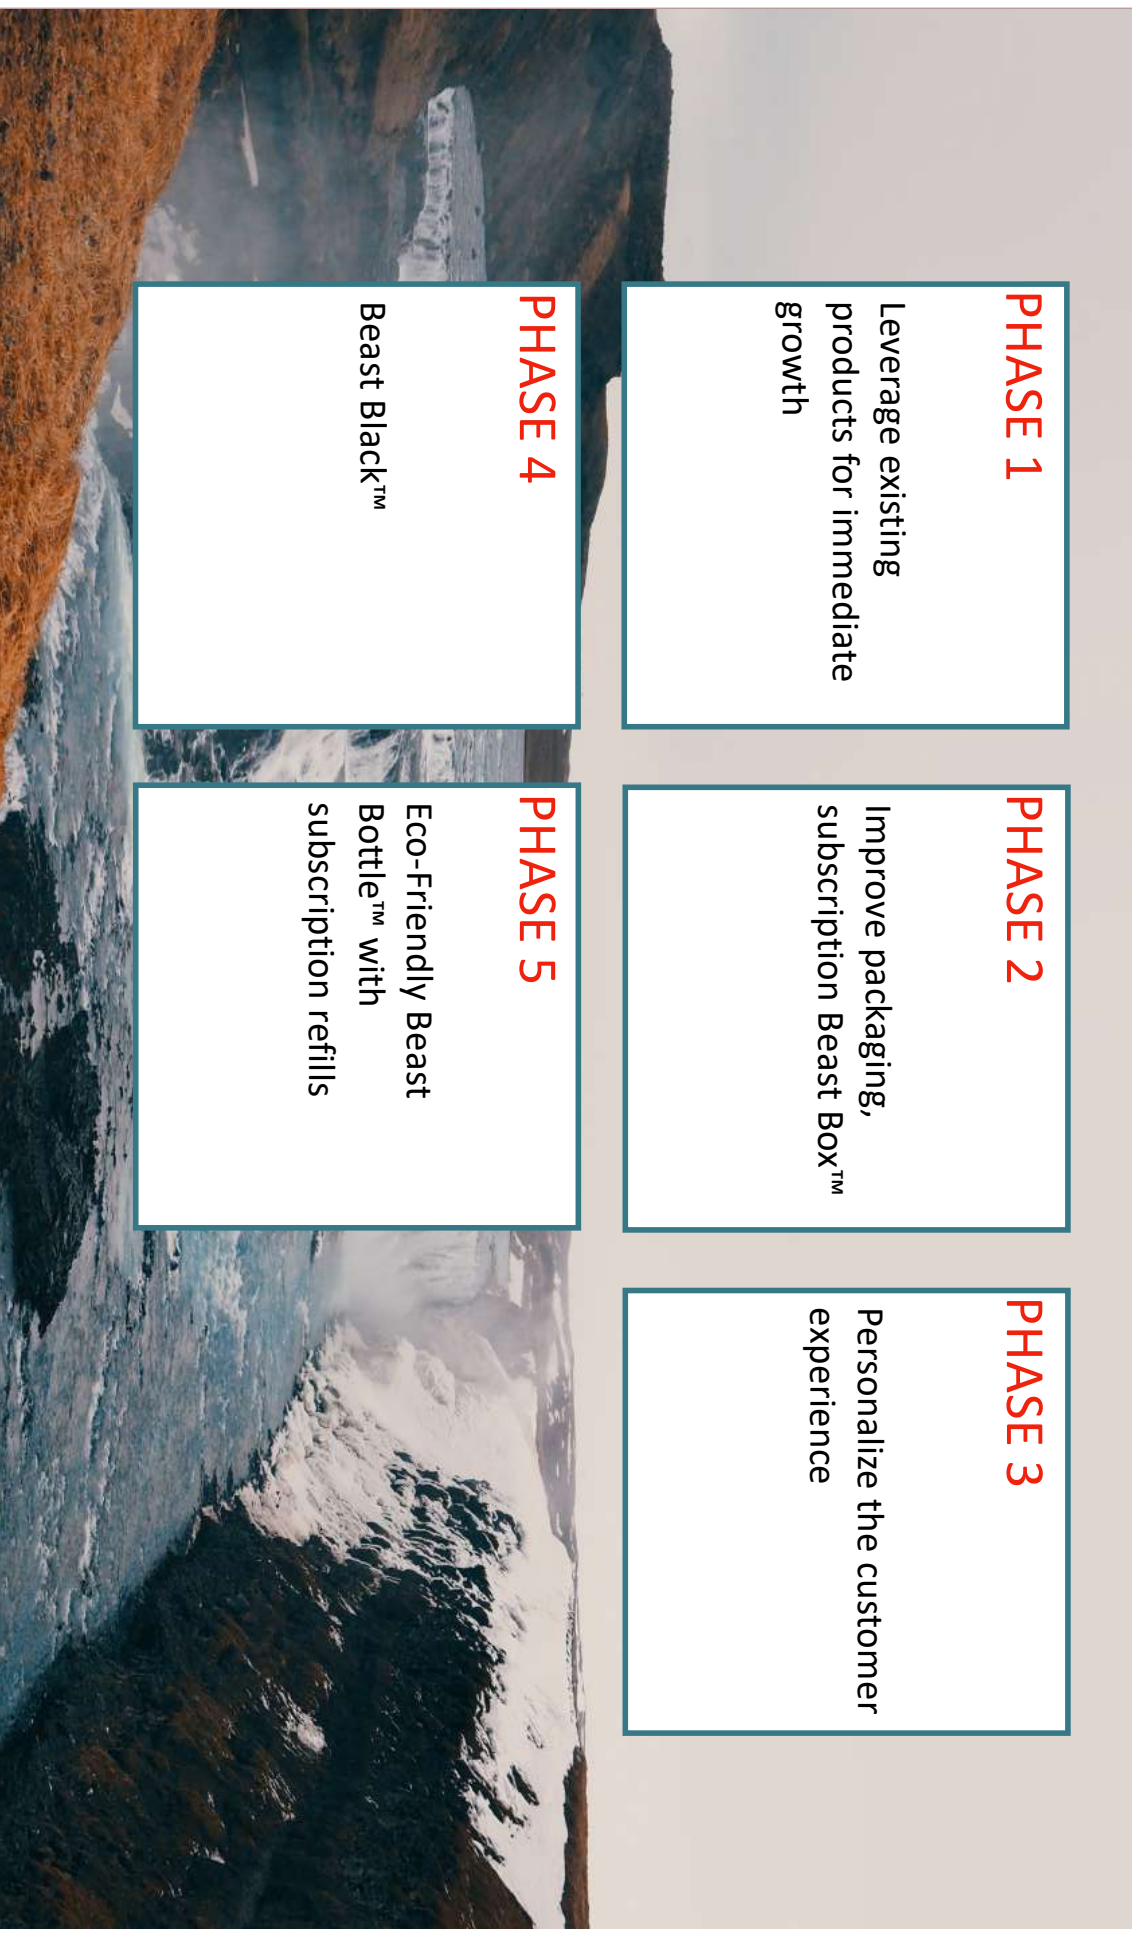 PHASE 1
Leverage existing
products for immediate
growth
PHASE 2
Improve packaging,
subscription Beast Box™
PHASE 3
Personalize the customer
experience
PHASE 4
Beast Black™
PHASE 5
Eco-Friendly Beast
Bottle™ with
subscription refills